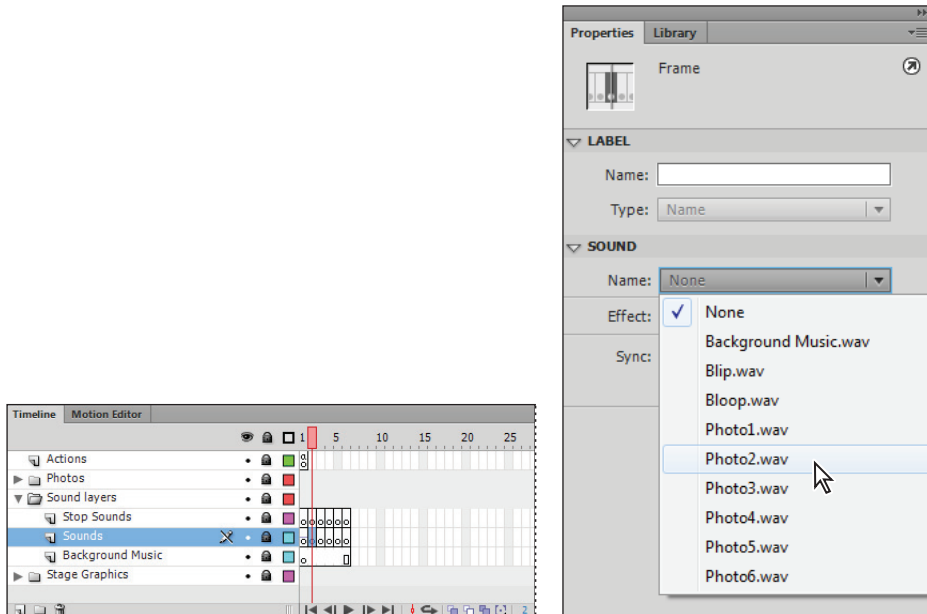 Properties Library
Frame
LABEL
Name:
Type: Name
SOUND
Name: None
Effect:
Sync:
None
Background Music.wav
Blip.wav
Bloop.wav
Photo1.wav
Photo2.wav
Photo3.wav
Photo4.wav
Photo5.wav
Photo6.wav
Timeline Motion Editor
1 5 10 15 20 25
Actions
Photos
Sound layers
Stop Sounds
Sounds
Background Music
Stage Graphics
2